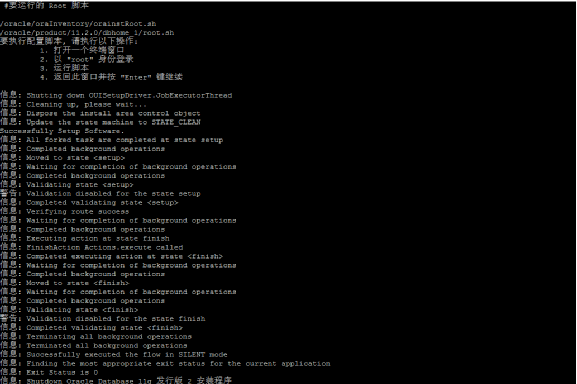 #要运行的 Root 脚本
/oracle/oraInventory/orainstRoot.sh
/oracle/product/11.2.0/dbhome_1/root.sh
要执行配置脚本, 请执行以下操作:
1. 打开一个终端窗口
2. 以 "root" 身份登录
3. 运行脚本
4. 返回此窗口并按 "Enter" 键继续
信息: Shutting down OUISetupDriver.JobExecutorThread
信息: Cleaning up, please wait...
信息: Dispose the install area control object
信息: Update the state machine to STATE_CLEAN
Successfully Setup Software.
信息: All forked task are completed at state setup
信息: Completed background operations
信息: Moved to state <setup>
信息: Waiting for completion of background operations
信息: Completed background operations
信息: Validating state <setup>
警告: Validation disabled for the state setup
信息: Completed validating state <setup>
信息: Verifying route success
信息: Waiting for completion of background operations
信息: Completed background operations
信息: Executing action at state finish
信息: FinishAction Actions.execute called
信息: Completed executing action at state <finish>
信息: Waiting for completion of background operations
信息: Completed background operations
信息: Moved to state <finish>
信息: Waiting for completion of background operations
信息: Completed background operations
信息: Validating state <finish>
警告: Validation disabled for the state finish
信息: Completed validating state <finish>
信息: Terminating all background operations
信息: Terminated all background operations
信息: Successfully executed the flow in SILENT mode
信息: Finding the most appropriate exit status for the current application
信息: Exit Status is 0
信息: Shutdown Oracle Database 11g 发行版 2 安装程序